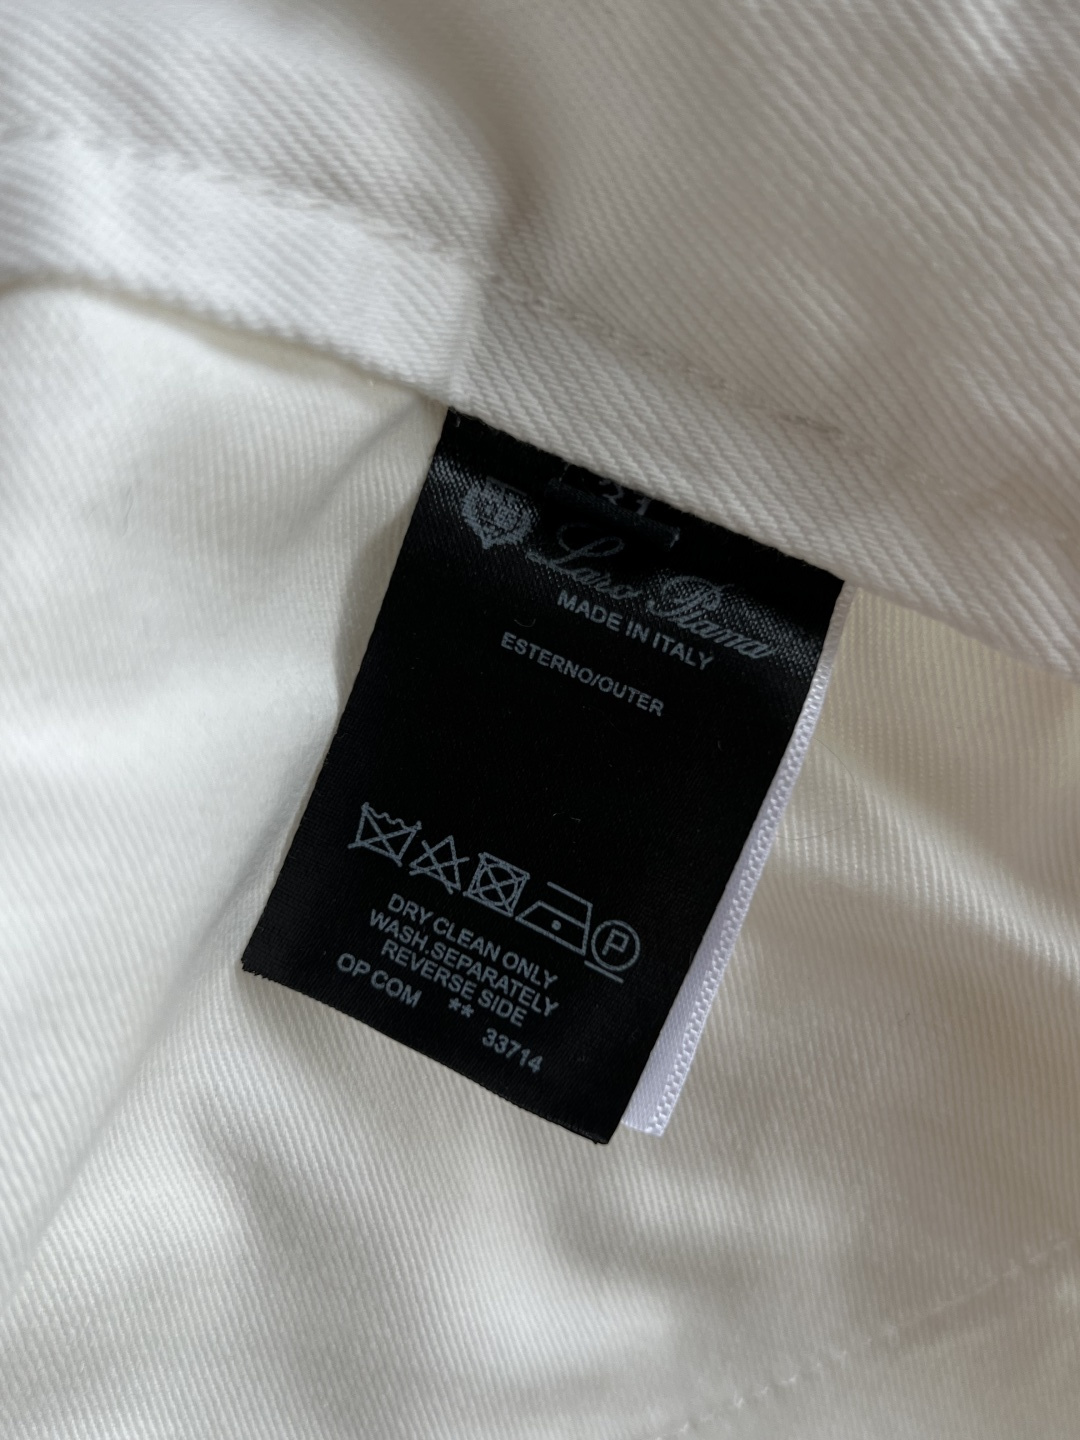 Loro Piana
MADE IN ITALY
ESTERNO/OUTER
P
DRY CLEAN ONLY
WASH.SEPARATELY
REVERSE SIDE
OP COM ** 33714